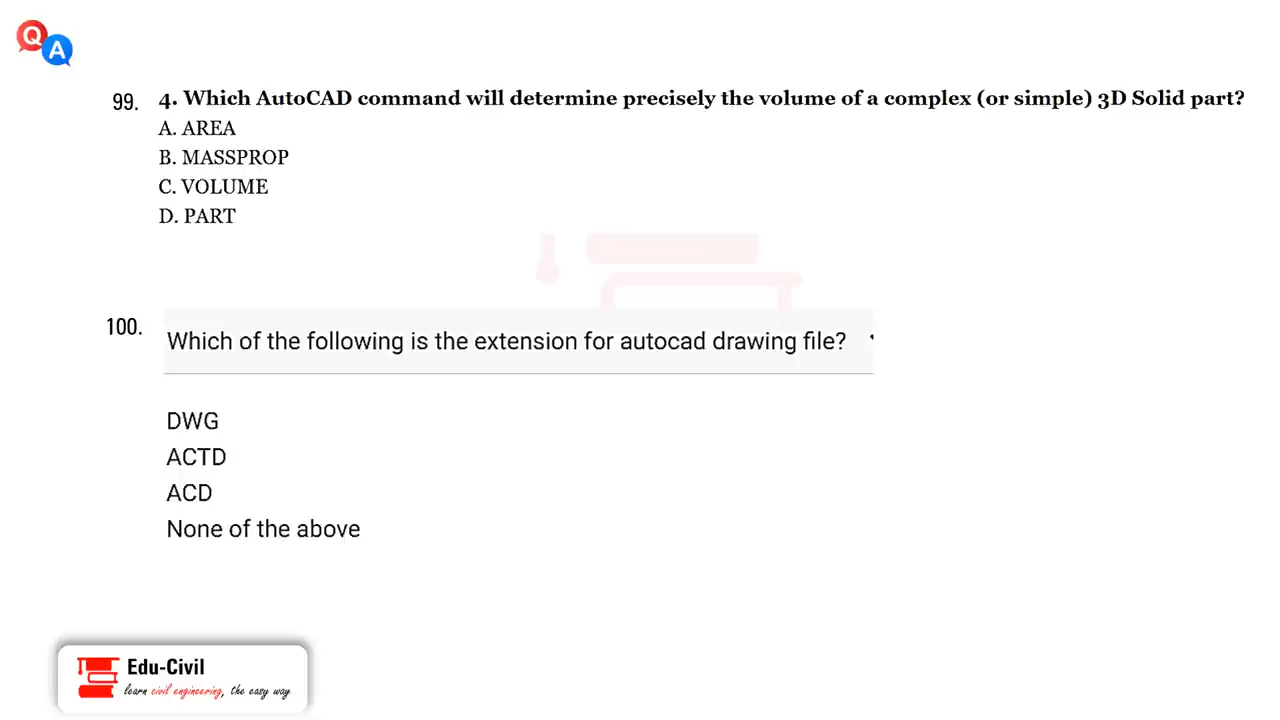 Q
A
99. 4. Which AutoCAD command will determine precisely the volume of a complex (or simple) 3D Solid part?
A. AREA
B. MASSPROP
C. VOLUME
D. PART
100. Which of the following is the extension for autocad drawing file?
DWG
ACTD
ACD
None of the above
Edu-Civil
learn civil engineering, the easy way